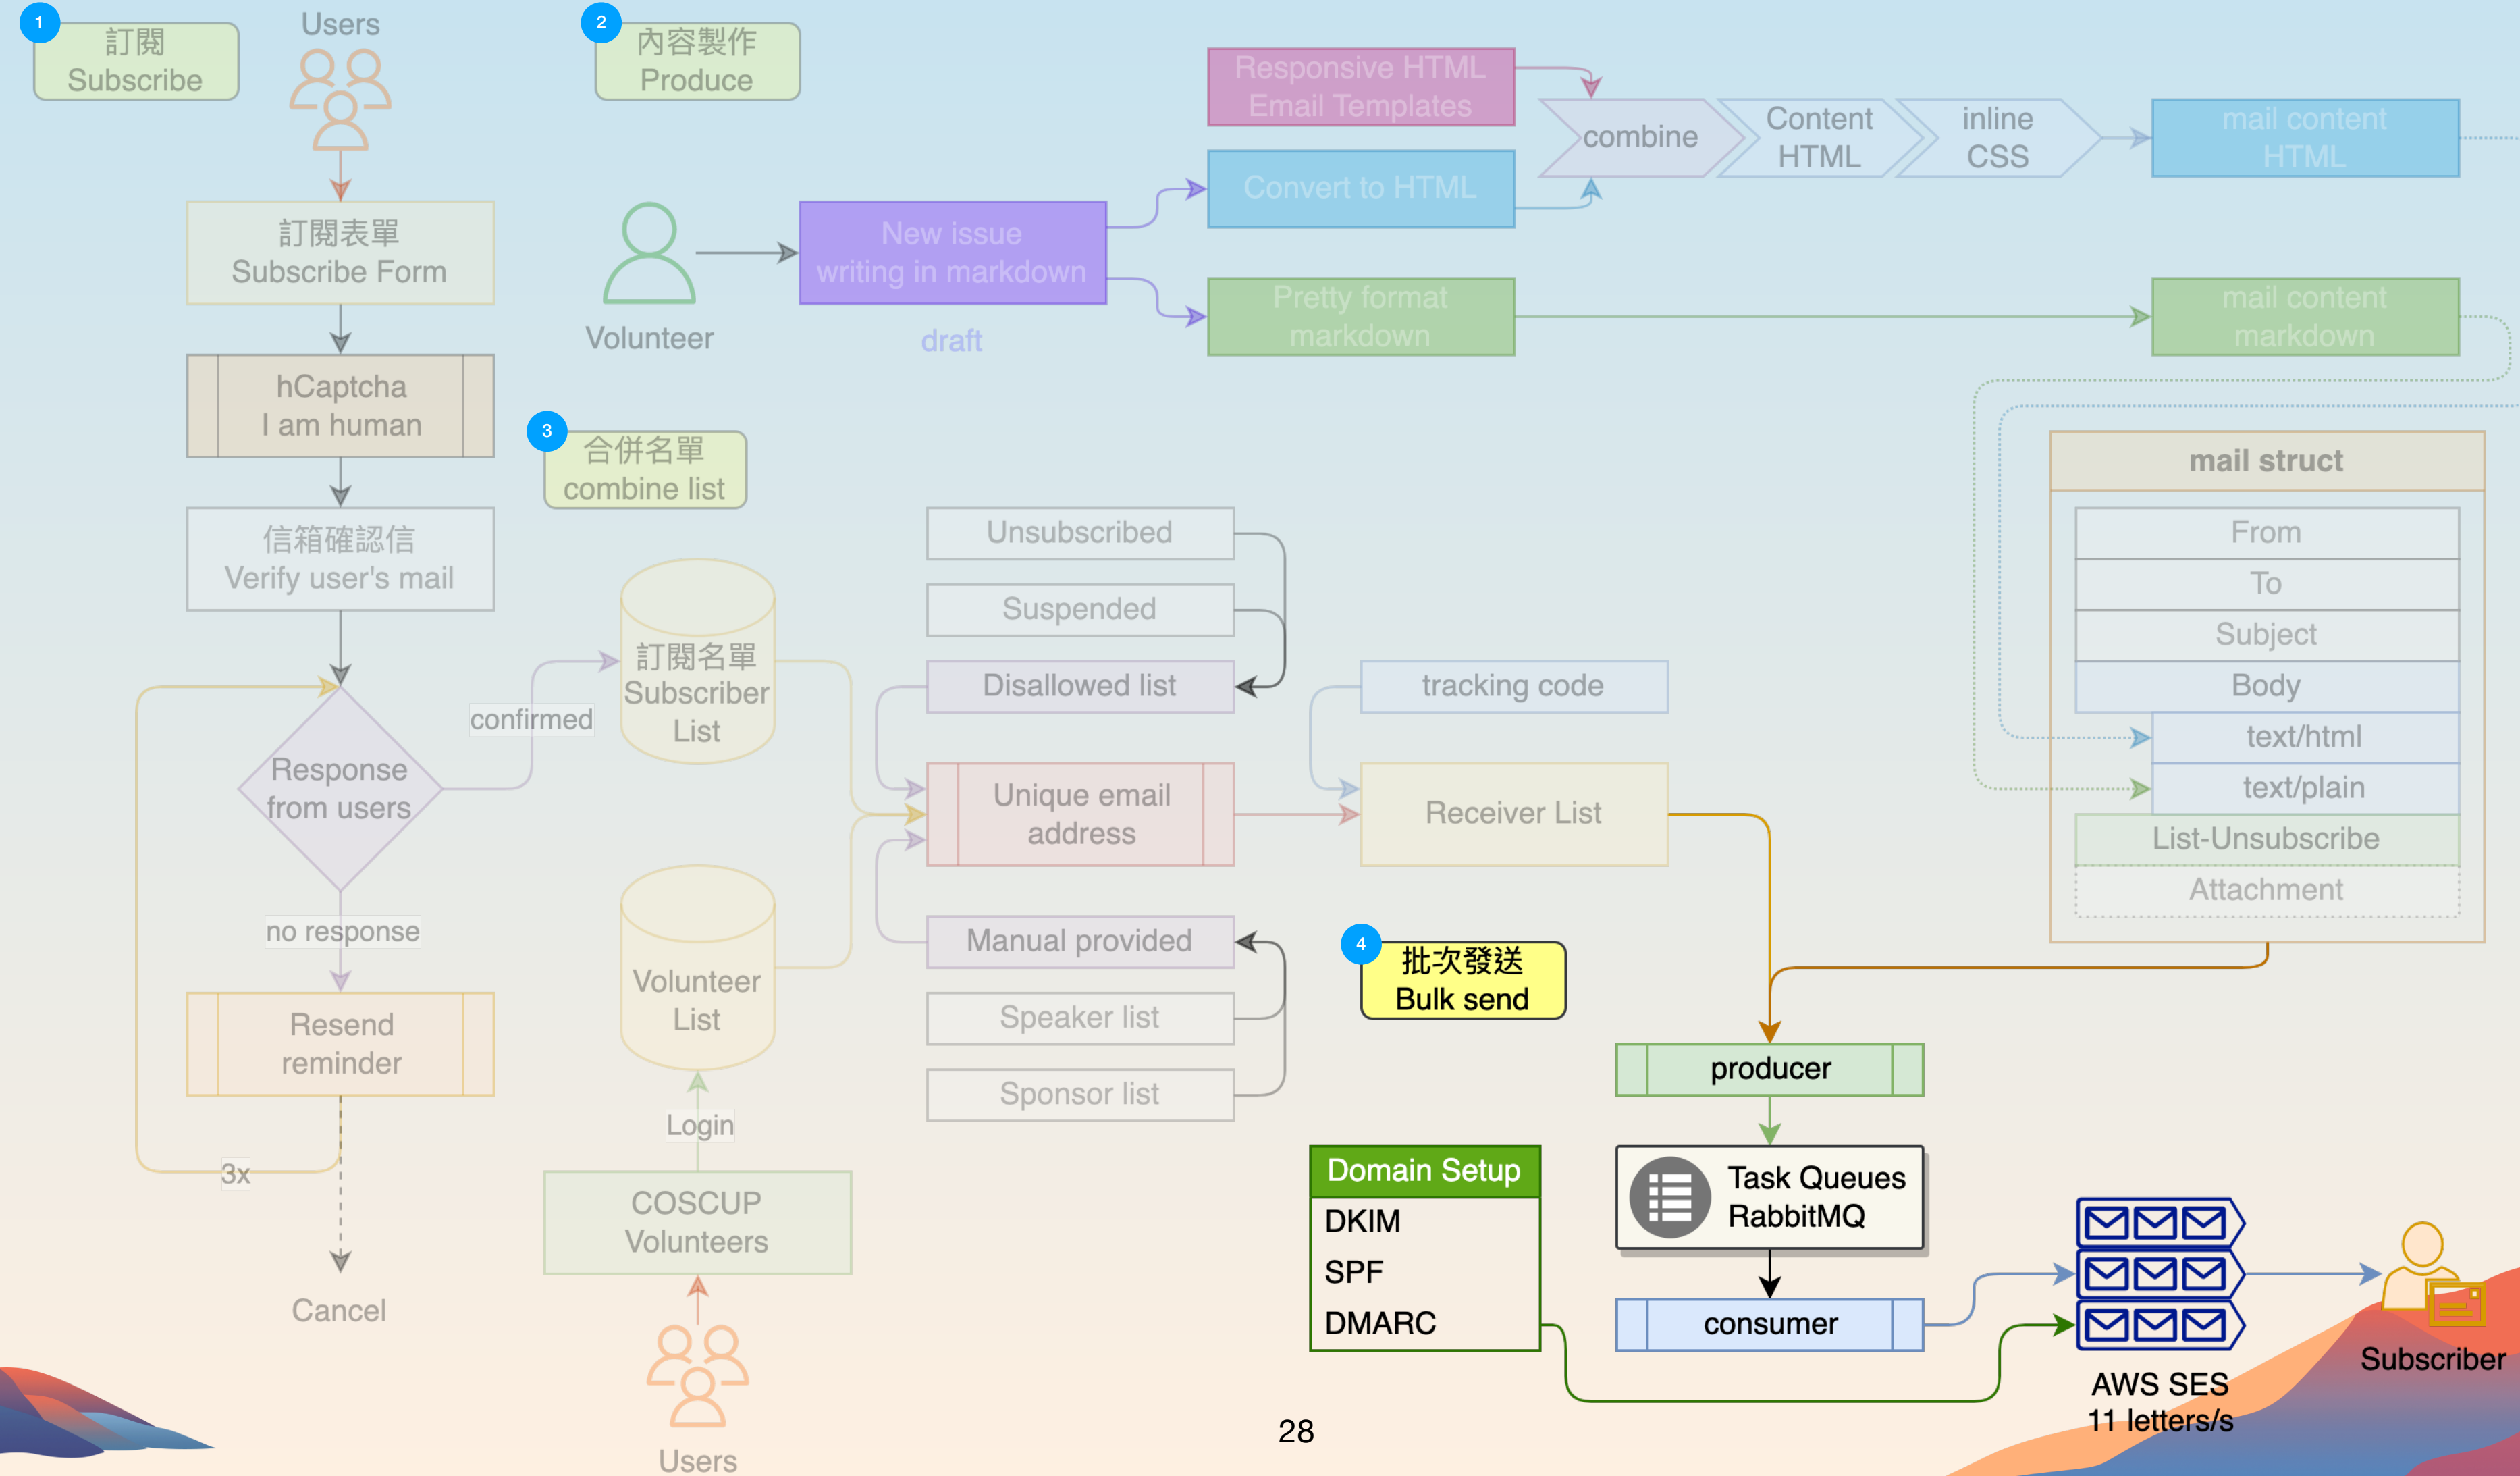 1
訂閱
Subscribe
Users
訂閱表單
Subscribe Form
hCaptcha
I am human
信箱確認信
Verify user's mail
Response
from users
confirmed
no response
Resend
reminder
3x
Cancel
2
內容製作
Produce
Volunteer
New issue
writing in markdown
draft
Responsive HTML
Email Templates
Convert to HTML
Pretty format
markdown
combine
Content
HTML
inline
CSS
mail content
HTML
mail content
markdown
mail struct
From
To
Subject
Body
text/html
text/plain
List-Unsubscribe
Attachment
3
合併名單
combine list
訂閱名單
Subscriber
List
Volunteer
List
Login
COSCUP
Volunteers
Users
Unsubscribed
Suspended
Disallowed list
Unique email
address
Manual provided
Speaker list
Sponsor list
tracking code
Receiver List
4
批次發送
Bulk send
producer
Task Queues
RabbitMQ
consumer
Domain Setup
DKIM
SPF
DMARC
AWS SES
11 letters/s
Subscriber
28